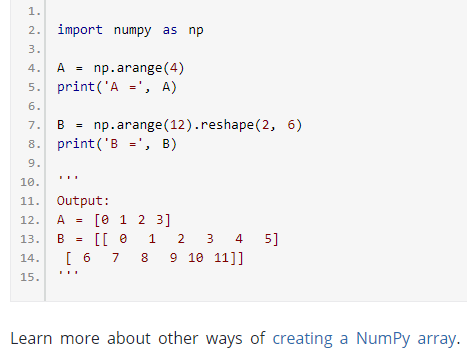 1.
2. import numpy as np
3.
4. A = np.arange(4)
5. print('A =', A)
6.
7. B = np.arange(12).reshape(2, 6)
8. print('B =', B)
9.
10. '''
11. Output:
12. A = [0 1 2 3]
13. B = [[ 0  1  2  3  4  5]
14.  [ 6  7  8  9 10 11]]
15. '''
Learn more about other ways of creating a NumPy array.